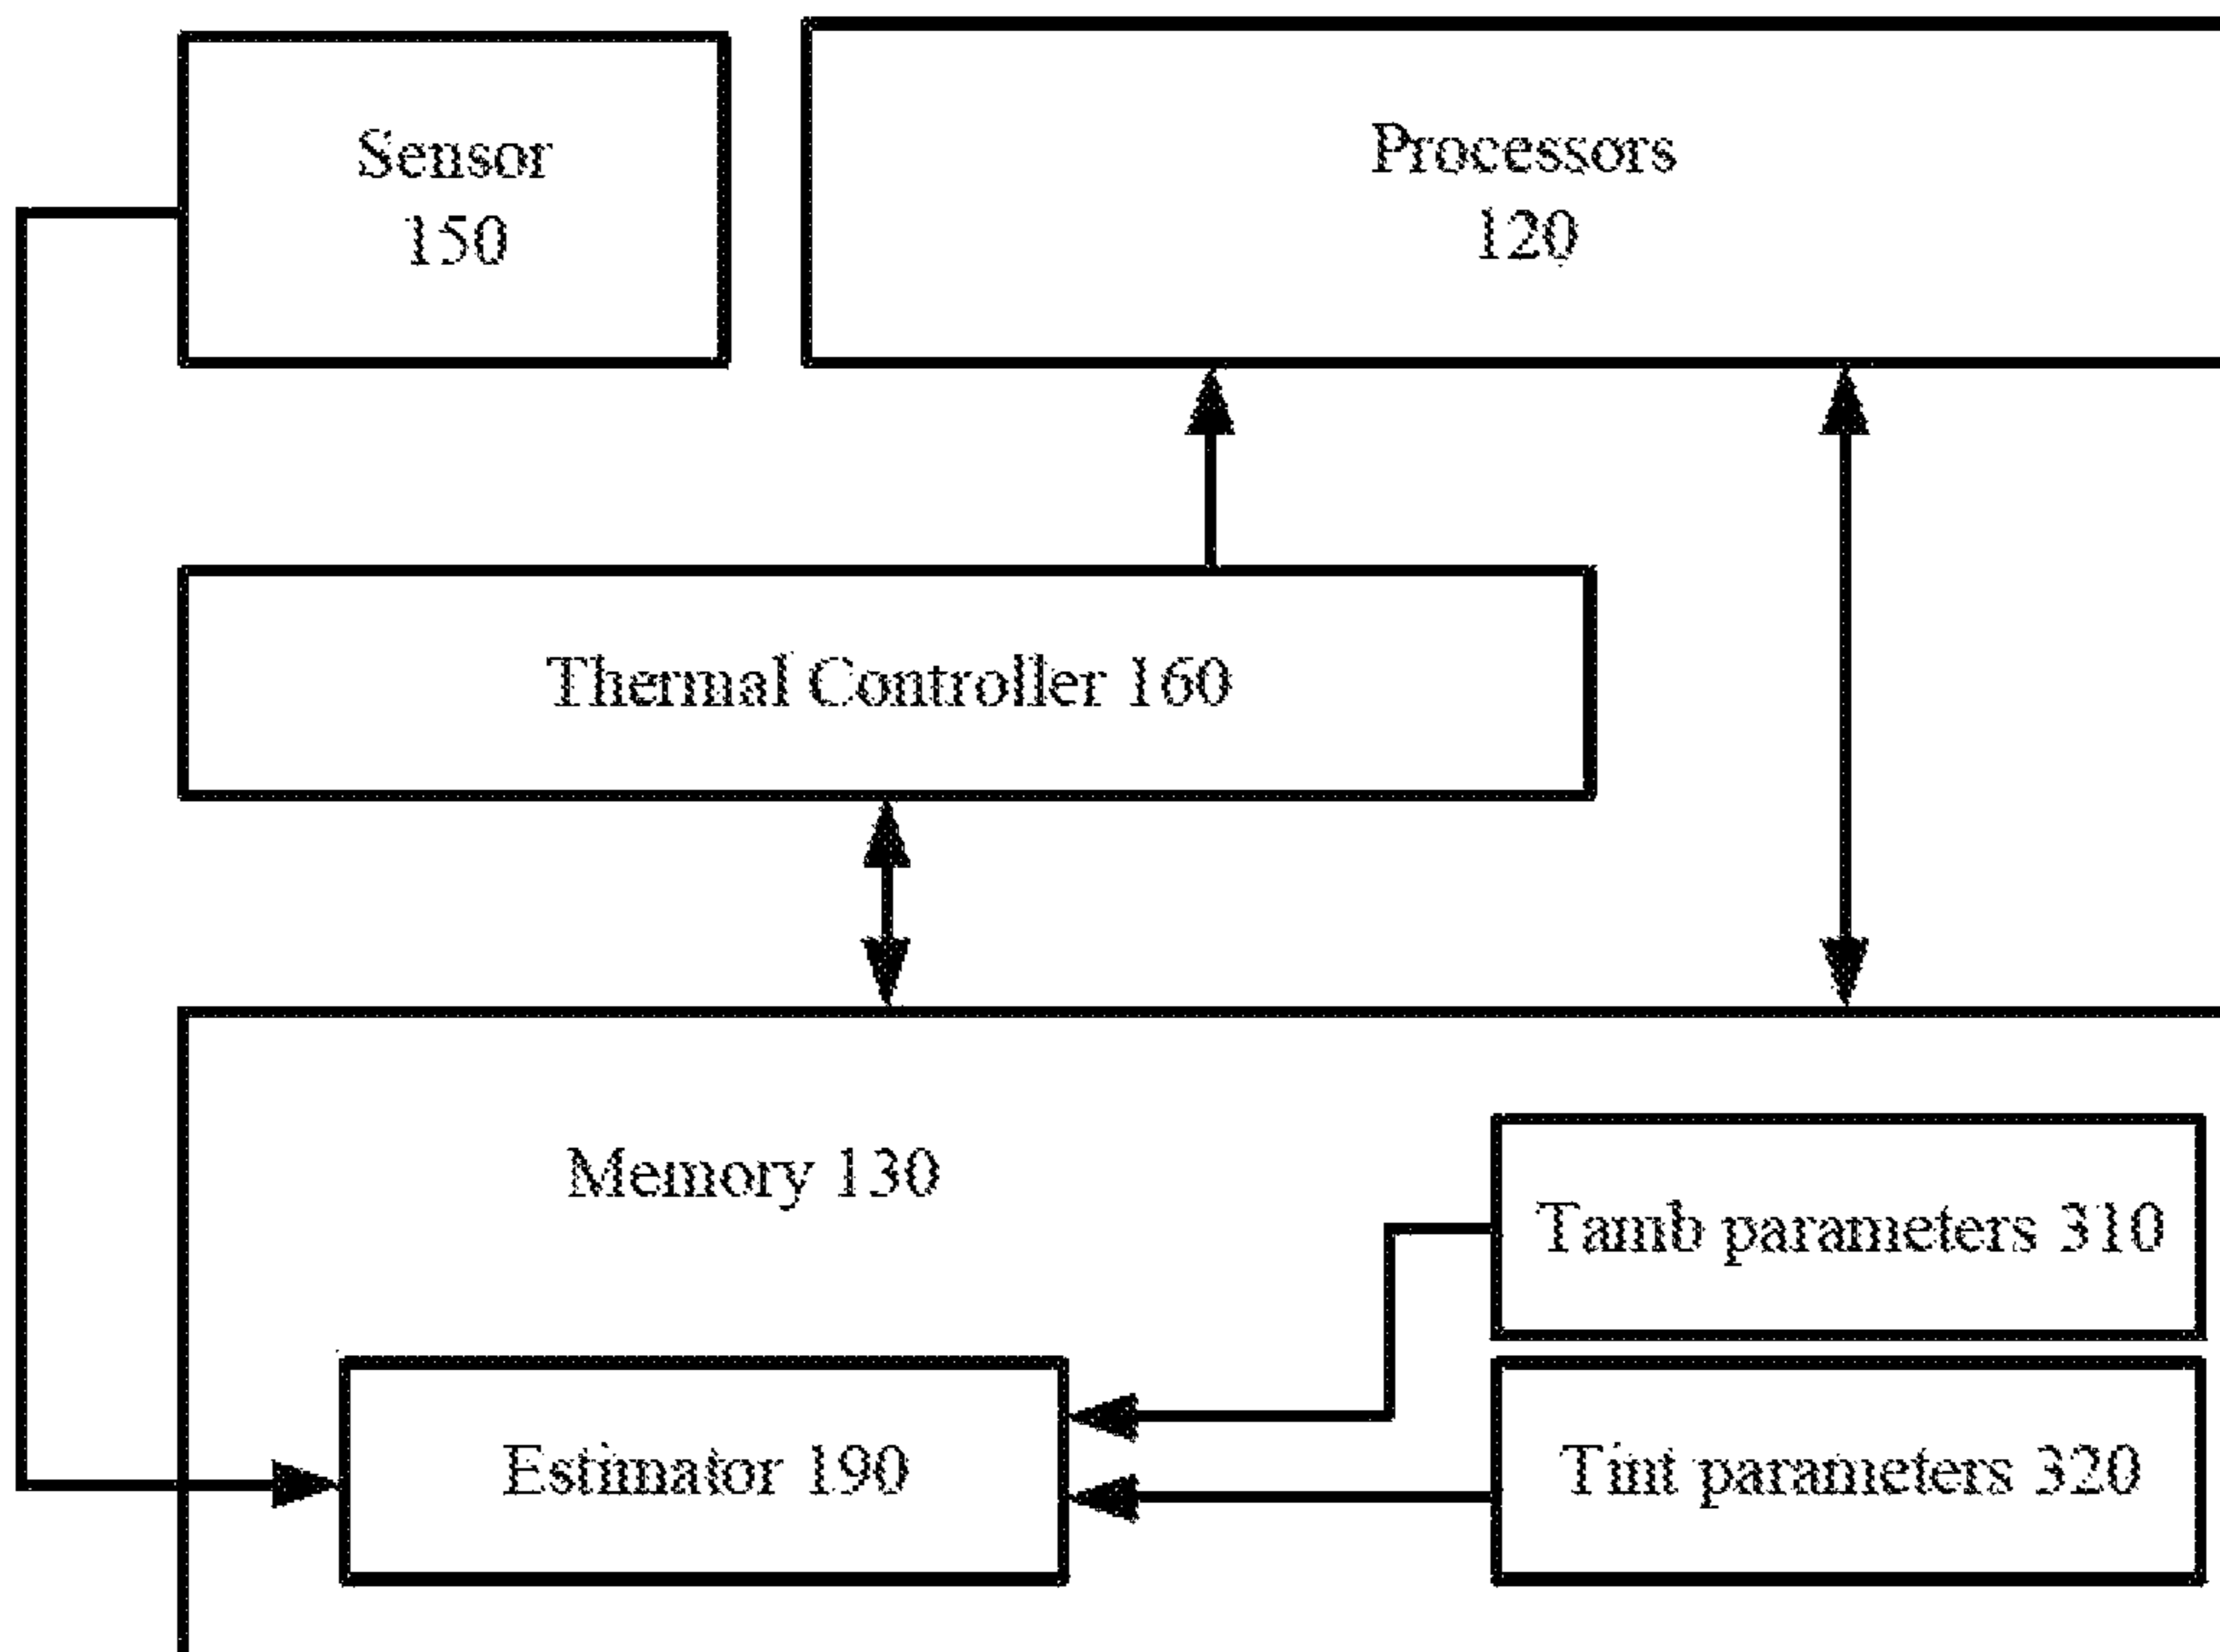 Sensor
150
Processors
120
Thermal Controller 160
Memory 130
Tamb parameters 310
Estimator 190
Tint parameters 320